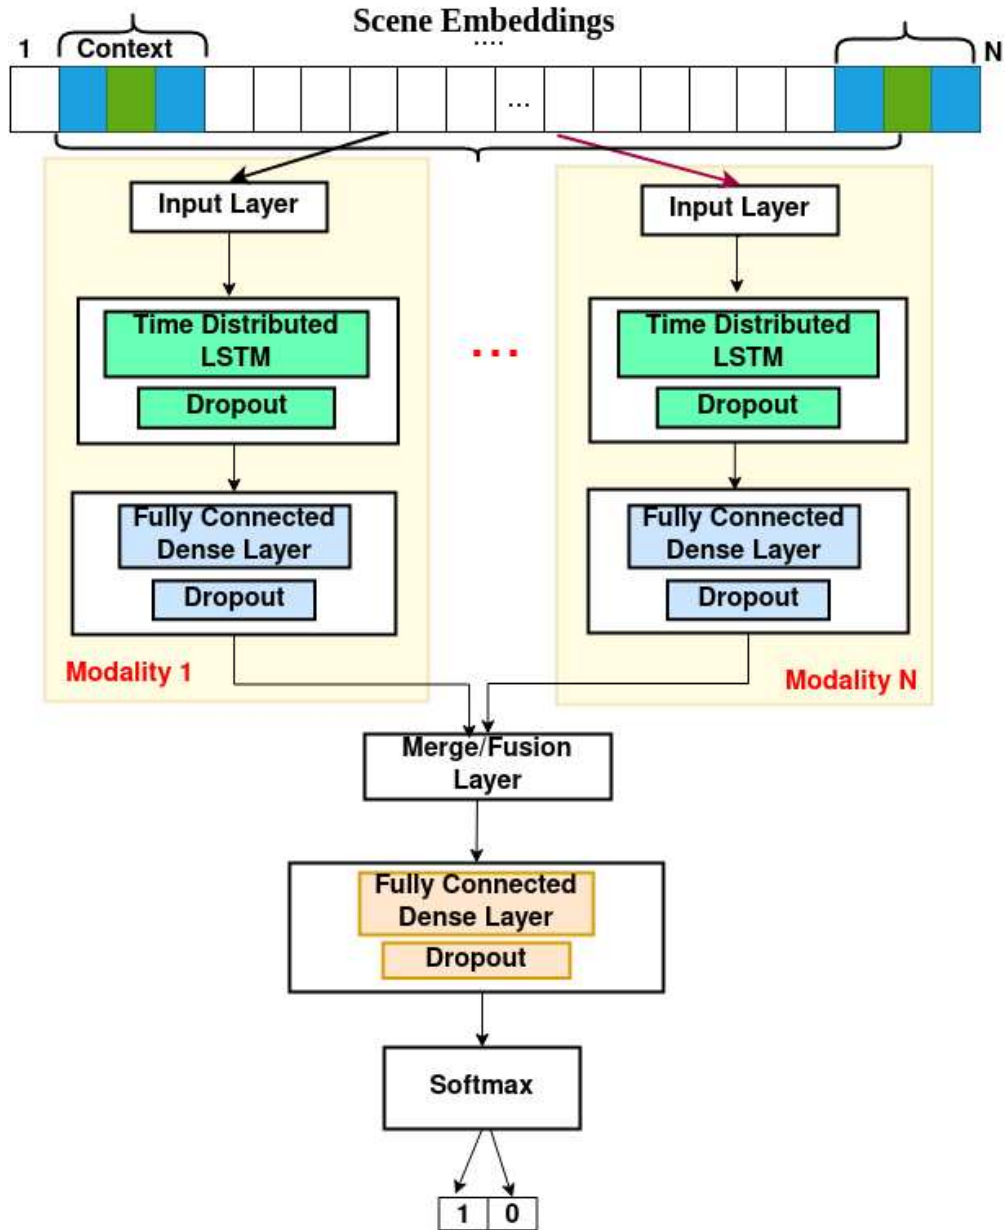 Scene Embeddings
1 Context .... N
...
Input Layer
Input Layer
Time Distributed
LSTM
Dropout
...
Time Distributed
LSTM
Dropout
Fully Connected
Dense Layer
Dropout
Fully Connected
Dense Layer
Dropout
Modality 1
Modality N
Merge/Fusion
Layer
Fully Connected
Dense Layer
Dropout
Softmax
1 0